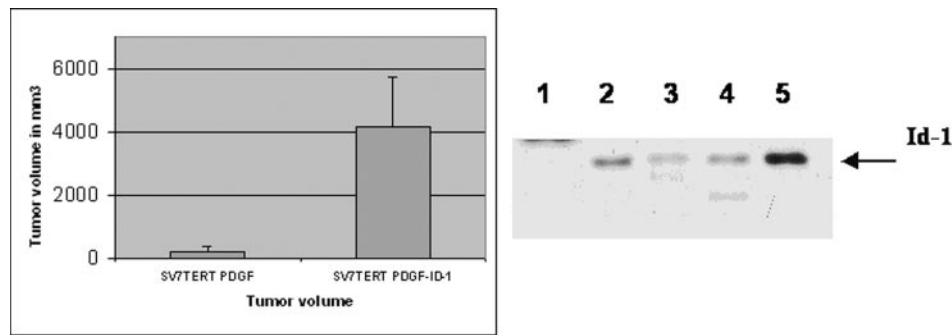 6000
4000
2000
0
Tumor volume in mm3
SV7TERT PDGF SV7TERT PDGF-ID-1
Tumor volume
1 2 3 4 5
Id-1